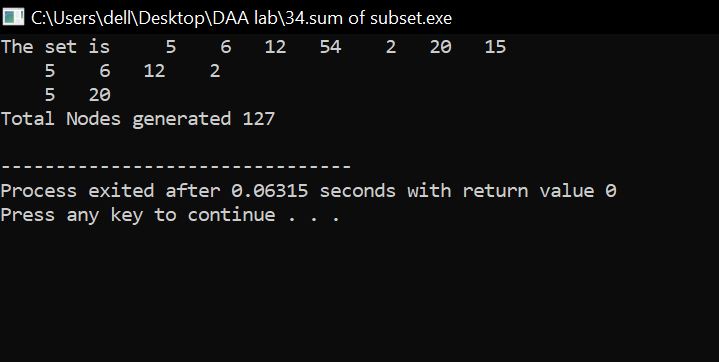 C:\Users\dell\Desktop\DAA lab\34.sum of subset.exe
The set is     5    6   12   54    2   20   15
    5    6   12    2
    5   20
Total Nodes generated 127
--------------------------------
Process exited after 0.06315 seconds with return value 0
Press any key to continue . . .